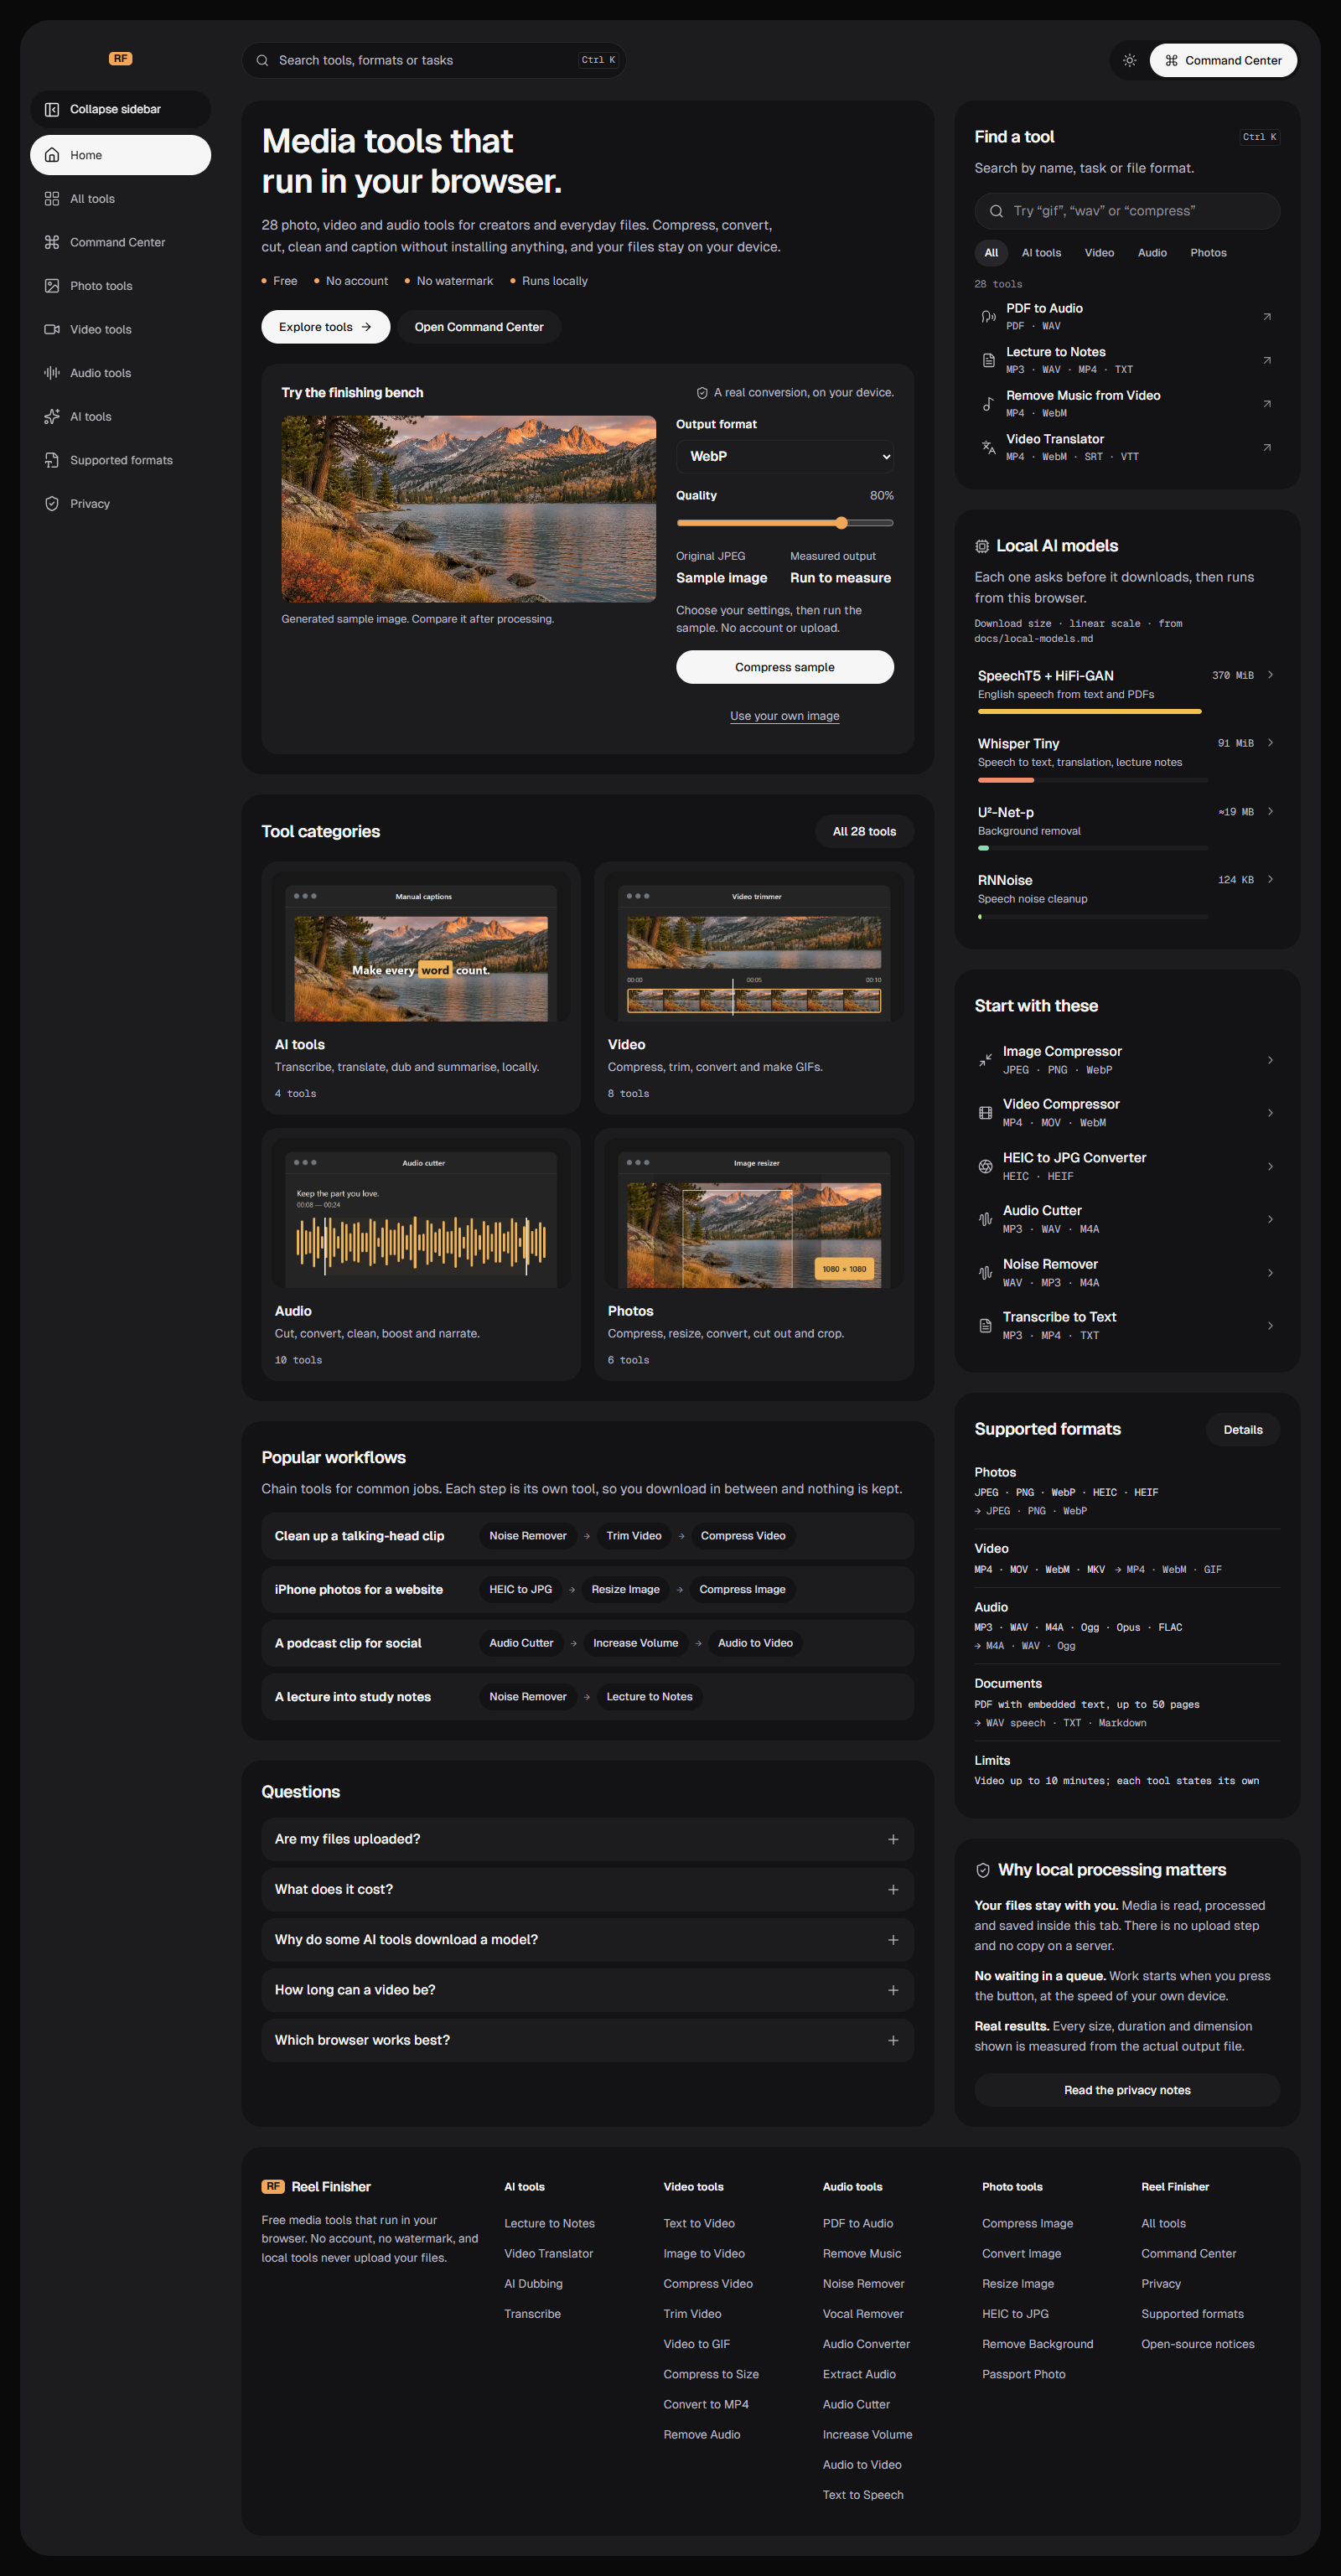 RF
Search tools, formats or tasks
Ctrl K
Command Center
Collapse sidebar
Home
All tools
Command Center
Photo tools
Video tools
Audio tools
AI tools
Supported formats
Privacy
Media tools that
run in your browser.
28 photo, video and audio tools for creators and everyday files. Compress, convert,
cut, clean and caption without installing anything, and your files stay on your device.
Free
No account
No watermark
Runs locally
Explore tools
Open Command Center
Try the finishing bench
A real conversion, on your device.
Generated sample image. Compare it after processing.
Output format
WebP
Quality
80%
Original JPEG
Sample image
Measured output
Run to measure
Choose your settings, then run the
sample. No account or upload.
Compress sample
Use your own image
Tool categories
All 28 tools
Manual captions
Make every word count.
AI tools
Transcribe, translate, dub and summarise, locally.
4 tools
Video trimmer
00:00
00:05
00:10
Video
Compress, trim, convert and make GIFs.
8 tools
Audio cutter
Keep the part you love.
00:08 — 00:24
Audio
Cut, convert, clean, boost and narrate.
10 tools
Image resizer
1080 × 1080
Photos
Compress, resize, convert, cut out and crop.
6 tools
Popular workflows
Chain tools for common jobs. Each step is its own tool, so you download in between and nothing is kept.
Clean up a talking-head clip
Noise Remover → Trim Video → Compress Video
iPhone photos for a website
HEIC to JPG → Resize Image → Compress Image
A podcast clip for social
Audio Cutter → Increase Volume → Audio to Video
A lecture into study notes
Noise Remover → Lecture to Notes
Questions
Are my files uploaded?
What does it cost?
Why do some AI tools download a model?
How long can a video be?
Which browser works best?
Find a tool
Ctrl K
Search by name, task or file format.
Try “gif”, “wav” or “compress”
All
AI tools
Video
Audio
Photos
28 tools
PDF to Audio
PDF · WAV
Lecture to Notes
MP3 · WAV · MP4 · TXT
Remove Music from Video
MP4 · WebM
Video Translator
MP4 · WebM · SRT · VTT
Local AI models
Each one asks before it downloads, then runs
from this browser.
Download size · linear scale · from
docs/local-models.md
SpeechT5 + HiFi-GAN
370 MiB
English speech from text and PDFs
Whisper Tiny
91 MiB
Speech to text, translation, lecture notes
U²-Net-p
≈19 MB
Background removal
RNNoise
124 KB
Speech noise cleanup
Start with these
Image Compressor
JPEG · PNG · WebP
Video Compressor
MP4 · MOV · WebM
HEIC to JPG Converter
HEIC · HEIF
Audio Cutter
MP3 · WAV · M4A
Noise Remover
WAV · MP3 · M4A
Transcribe to Text
MP3 · MP4 · TXT
Supported formats
Details
Photos
JPEG · PNG · WebP · HEIC · HEIF
→ JPEG · PNG · WebP
Video
MP4 · MOV · WebM · MKV → MP4 · WebM · GIF
Audio
MP3 · WAV · M4A · Ogg · Opus · FLAC
→ M4A · WAV · Ogg
Documents
PDF with embedded text, up to 50 pages
→ WAV speech · TXT · Markdown
Limits
Video up to 10 minutes; each tool states its own
Why local processing matters
Your files stay with you. Media is read, processed
and saved inside this tab. There is no upload step
and no copy on a server.
No waiting in a queue. Work starts when you press
the button, at the speed of your own device.
Real results. Every size, duration and dimension
shown is measured from the actual output file.
Read the privacy notes
RF Reel Finisher
Free media tools that run in your
browser. No account, no watermark, and
local tools never upload your files.
AI tools
Lecture to Notes
Video Translator
AI Dubbing
Transcribe
Video tools
Text to Video
Image to Video
Compress Video
Trim Video
Video to GIF
Compress to Size
Convert to MP4
Remove Audio
Audio tools
PDF to Audio
Remove Music
Noise Remover
Vocal Remover
Audio Converter
Extract Audio
Audio Cutter
Increase Volume
Audio to Video
Text to Speech
Photo tools
Compress Image
Convert Image
Resize Image
HEIC to JPG
Remove Background
Passport Photo
Reel Finisher
All tools
Command Center
Privacy
Supported formats
Open-source notices